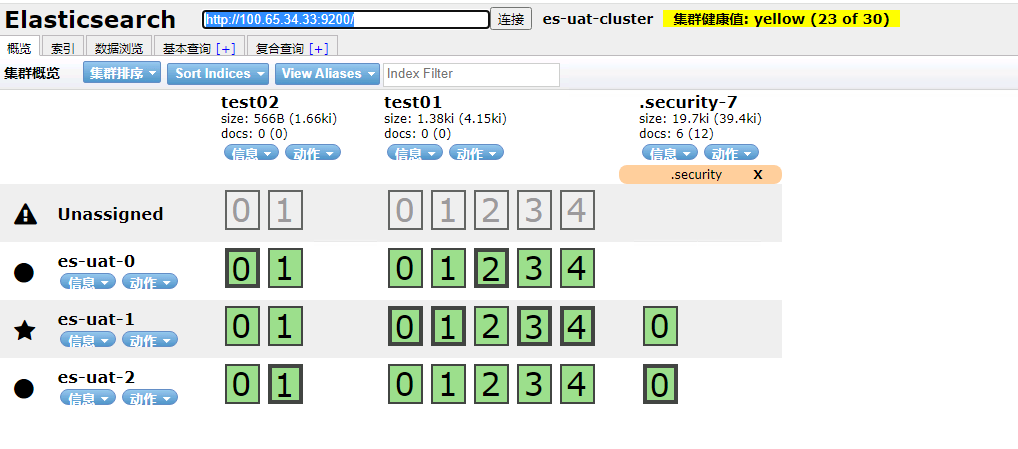 Elasticsearch http://100.65.34.33:9200/ 连接 es-uat-cluster 集群健康值: yellow (23 of 30)
概览 索引 数据浏览 基本查询 [+] 复合查询 [+]
集群概览 集群排序 Sort Indices View Aliases Index Filter
test02 test01 .security-7
size: 566B (1.66ki) size: 1.38ki (4.15ki) size: 19.7ki (39.4ki)
docs: 0 (0) docs: 0 (0) docs: 6 (12)
信息 动作 信息 动作 信息 动作
.security X
Unassigned 0 1 0 1 2 3 4
es-uat-0 0 1 0 1 2 3 4
信息 动作
es-uat-1 0 1 0 1 2 3 4 0
信息 动作
es-uat-2 0 1 0 1 2 3 4 0
信息 动作